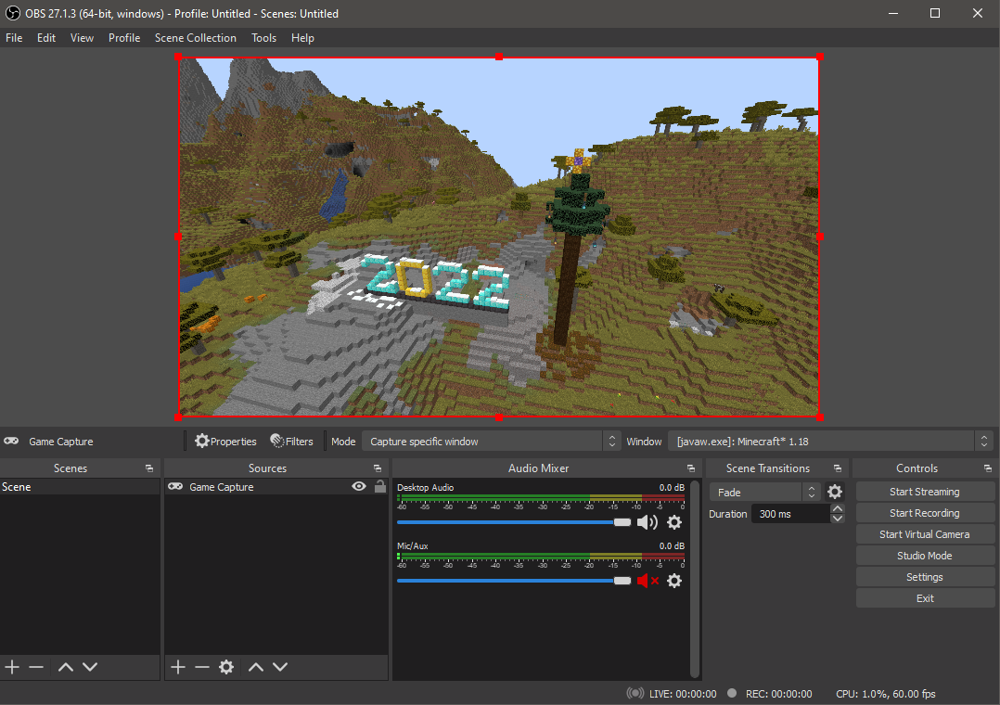 OBS 27.1.3 (64-bit, windows) - Profile: Untitled - Scenes: Untitled
File Edit View Profile Scene Collection Tools Help
2022
Game Capture Properties Filters Mode Capture specific window Window [javaw.exe]: Minecraft* 1.18
Scenes Sources Audio Mixer Scene Transitions Controls
Scene
Game Capture
Desktop Audio 0.0 dB
-60 -55 -50 -45 -40 -35 -30 -25 -20 -15 -10 -5 0
Mic/Aux 0.0 dB
-60 -55 -50 -45 -40 -35 -30 -25 -20 -15 -10 -5 0
Fade
Duration 300 ms
Start Streaming
Start Recording
Start Virtual Camera
Studio Mode
Settings
Exit
LIVE: 00:00:00 REC: 00:00:00 CPU: 1.0%, 60.00 fps